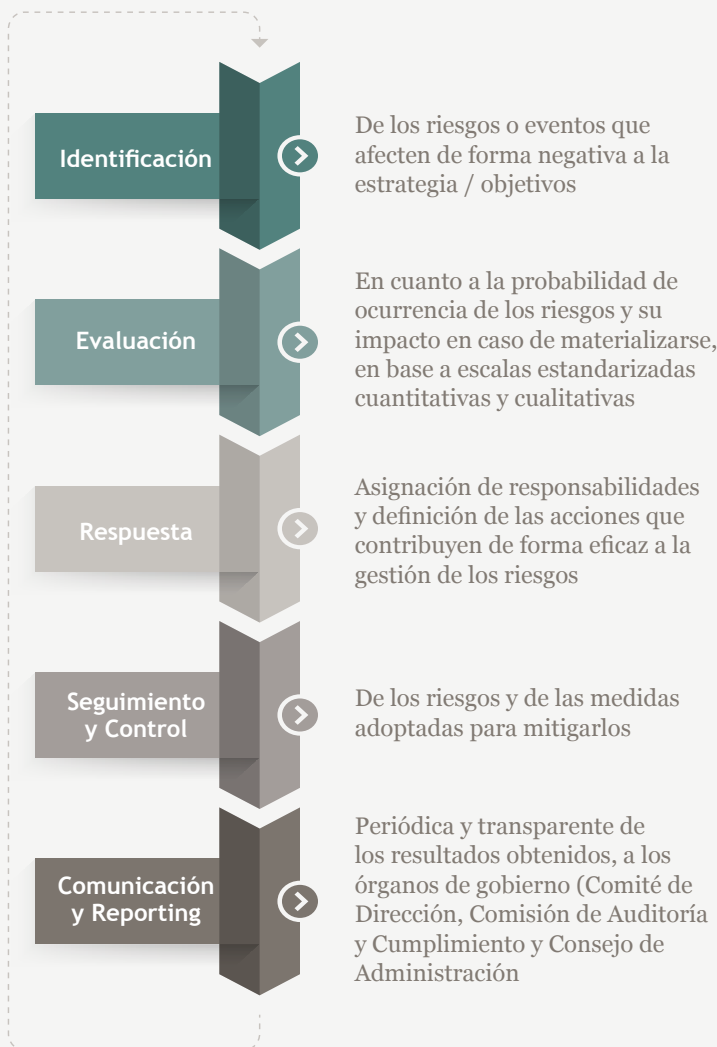 Identificación
De los riesgos o eventos que
afecten de forma negativa a la
estrategia / objetivos
Evaluación
En cuanto a la probabilidad de
ocurrencia de los riesgos y su
impacto en caso de materializarse,
en base a escalas estandarizadas
cuantitativas y cualitativas
Respuesta
Asignación de responsabilidades
y definición de las acciones que
contribuyen de forma eficaz a la
gestión de los riesgos
Seguimiento
y Control
De los riesgos y de las medidas
adoptadas para mitigarlos
Comunicación
y Reporting
Periódica y transparente de
los resultados obtenidos, a los
órganos de gobierno (Comité de
Dirección, Comisión de Auditoría
y Cumplimiento y Consejo de
Administración